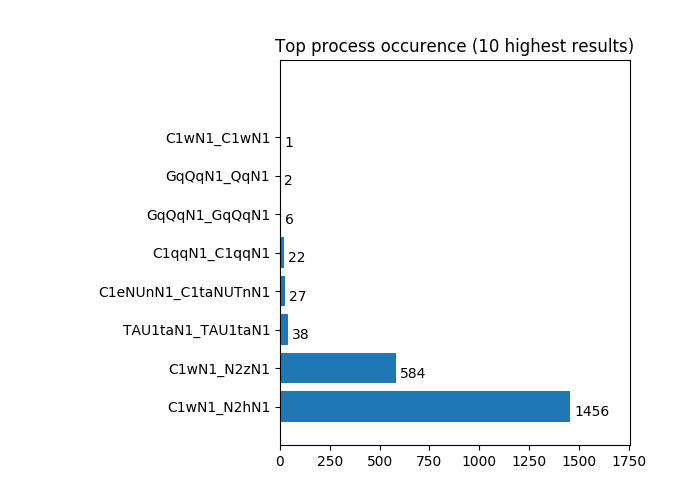 Top process occurence (10 highest results)
C1wN1_C1wN1 1
GqQqN1_QqN1 2
GqQqN1_GqQqN1 6
C1qqN1_C1qqN1 22
C1eNUnN1_C1taNUTnN1 27
TAU1taN1_TAU1taN1 38
C1wN1_N2zN1 584
C1wN1_N2hN1 1456
0 250 500 750 1000 1250 1500 1750